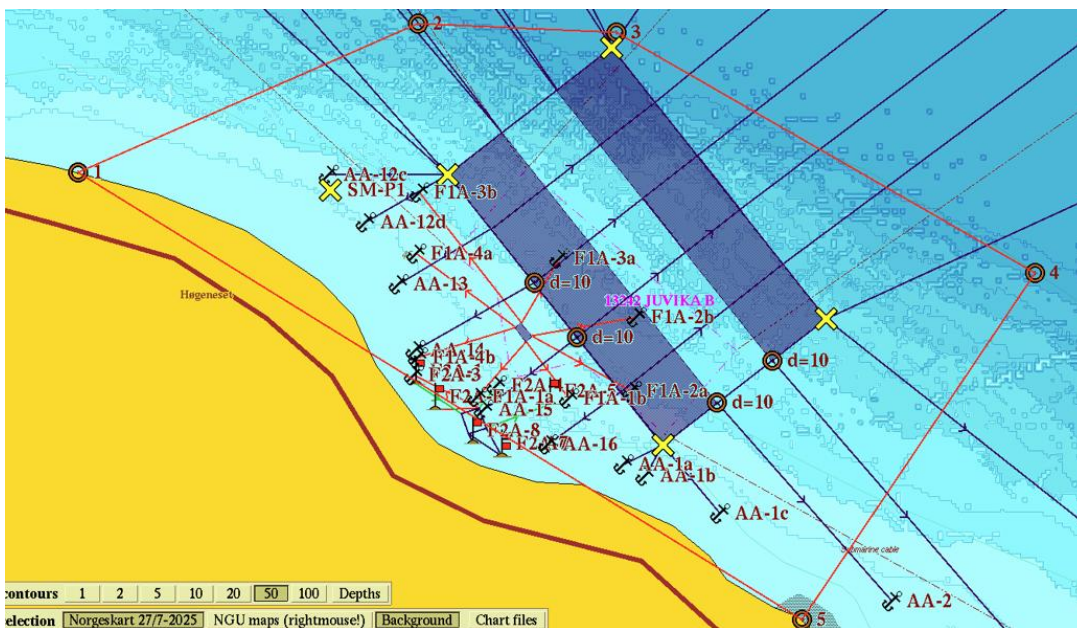 2
3
1
AA-12c
SM-P1
F1A-3b
AA-12d
F1A-4a
F1A-3a
4
AA-13
d=10
13242 JUVIKA B
Høgeneset
F1A-2b
d=10
AA-14
F1A-4b
F2A-3
d=10
F1A-2a
F1A-1a
F1A-1b
d=10
AA-15
F2A-8
AA-16
AA-1a
AA-1b
AA-1c
Submarine cable
AA-2
contours 1 2 5 10 20 50 100 Depths
5
election Norgeskart 27/7-2025 NGU maps (rightmouse!) Background Chart files